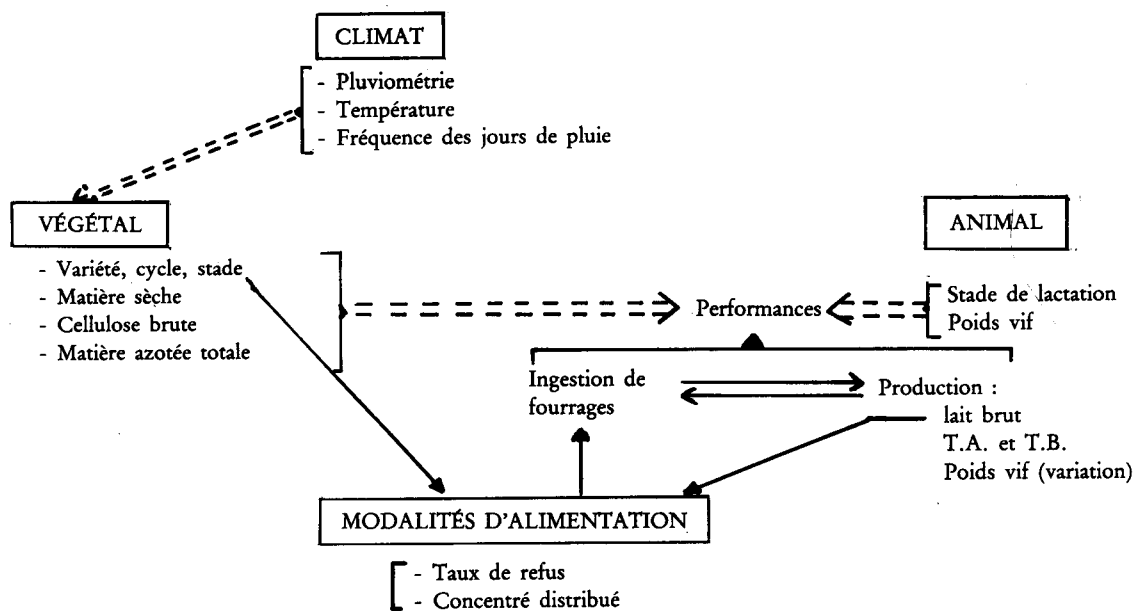 CLIMAT
- Pluviométrie
- Température
- Fréquence des jours de pluie
VÉGÉTAL
- Variété, cycle, stade
- Matière sèche
- Cellulose brute
- Matière azotée totale
ANIMAL
Stade de lactation
Poids vif
Performances
Ingestion de
fourrages
Production :
lait brut
T.A. et T.B.
Poids vif (variation)
MODALITÉS D'ALIMENTATION
- Taux de refus
- Concentré distribué